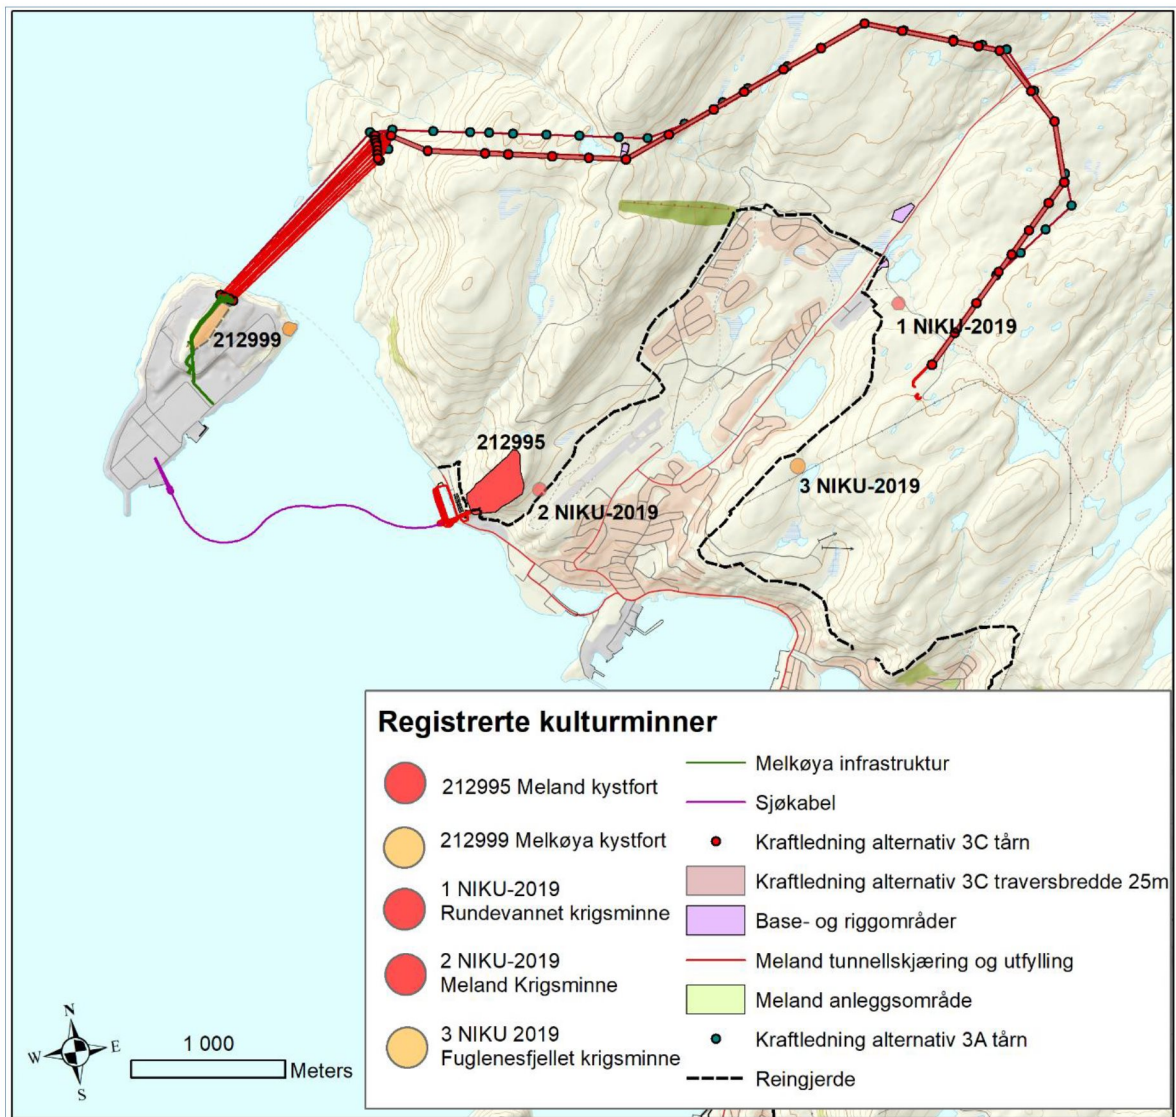 212999
1 NIKU-2019
212995
3 NIKU-2019
2 NIKU-2019
Registrerte kulturminner
212995 Meland kystfort
212999 Melkøya kystfort
1 NIKU-2019
Rundevannet krigsminne
2 NIKU-2019
Meland Krigsminne
3 NIKU 2019
Fuglenesfjellet krigsminne
Melkøya infrastruktur
Sjøkabel
Kraftledning alternativ 3C tårn
Kraftledning alternativ 3C traversbredde 25m
Base- og riggområder
Meland tunnellskjæring og utfylling
Meland anleggsområde
Kraftledning alternativ 3A tårn
Reingjerde
N
W E
S
1 000
Meters